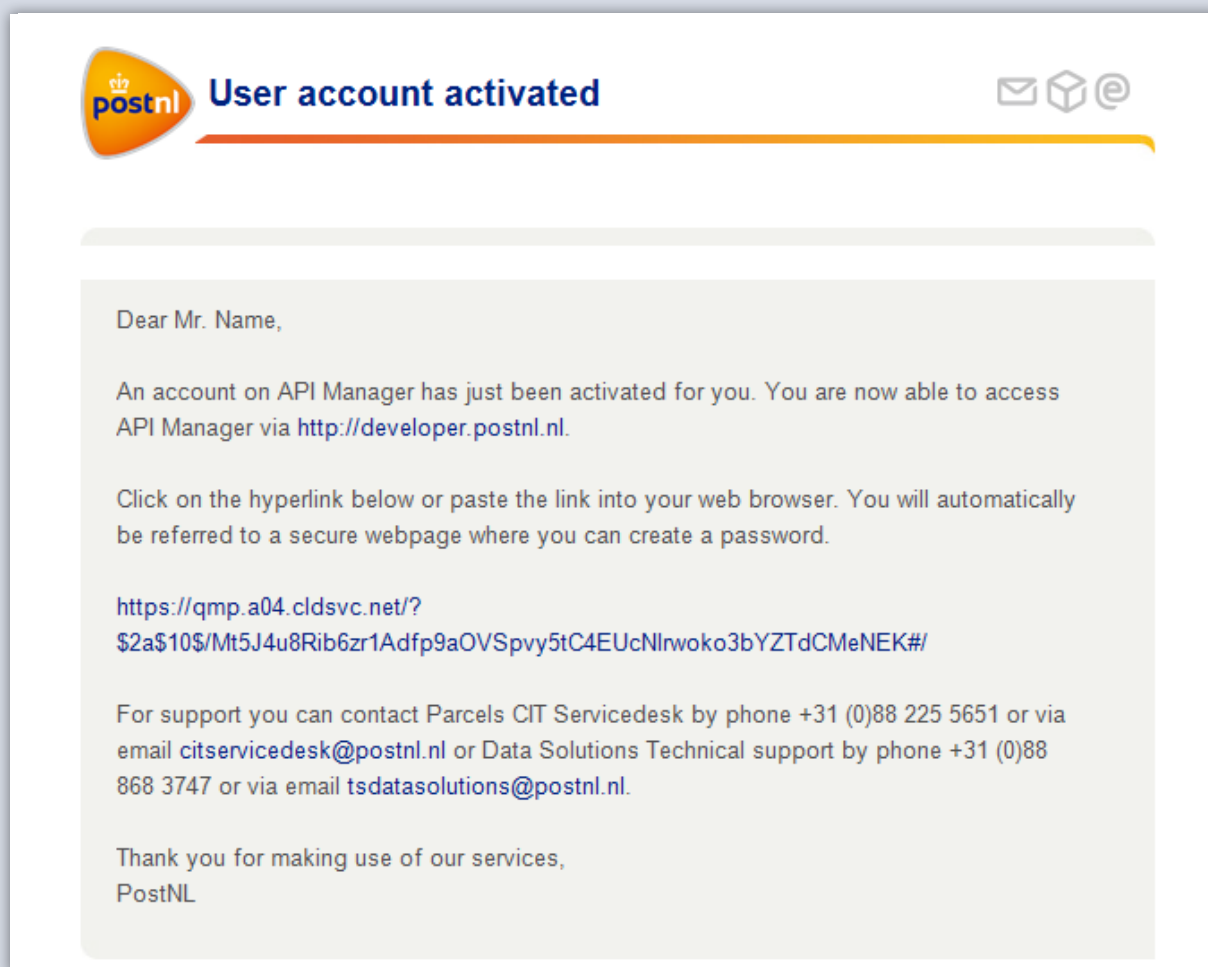 postnl
User account activated
Dear Mr. Name,
An account on API Manager has just been activated for you. You are now able to access
API Manager via http://developer.postnl.nl.
Click on the hyperlink below or paste the link into your web browser. You will automatically
be referred to a secure webpage where you can create a password.
https://qmp.a04.cldsvc.net/?
$2a$10$/Mt5J4u8Rib6zr1Adfp9aOVSpvy5tC4EUcNlrwoko3bYZTdCMeNEK#/
For support you can contact Parcels CIT Servicedesk by phone +31 (0)88 225 5651 or via
email citservicedesk@postnl.nl or Data Solutions Technical support by phone +31 (0)88
868 3747 or via email tsdatasolutions@postnl.nl.
Thank you for making use of our services,
PostNL